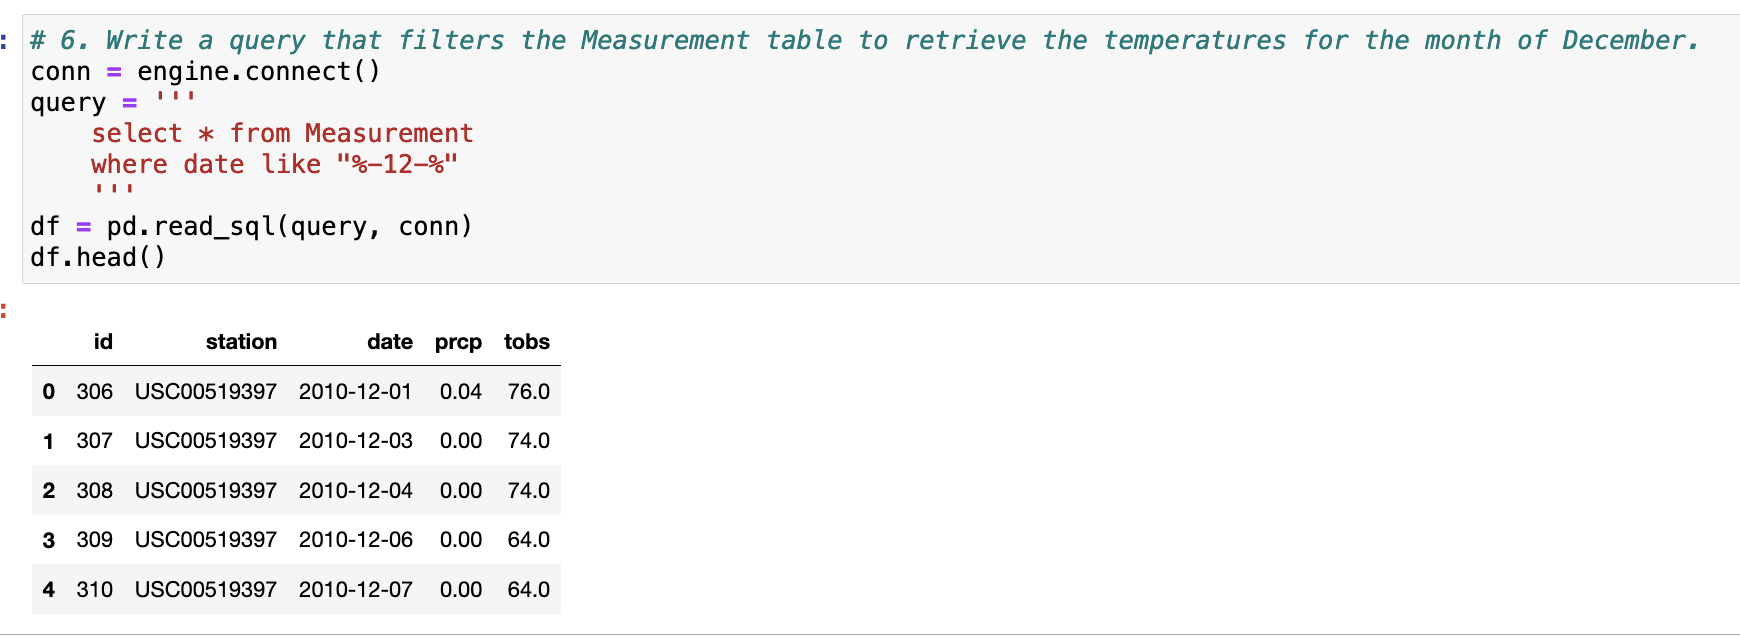 : # 6. Write a query that filters the Measurement table to retrieve the temperatures for the month of December.
conn = engine.connect()
query = '''
select * from Measurement
where date like "%-12-%"
'''
df = pd.read_sql(query, conn)
df.head()
:
id station date prcp tobs
0 306 USC00519397 2010-12-01 0.04 76.0
1 307 USC00519397 2010-12-03 0.00 74.0
2 308 USC00519397 2010-12-04 0.00 74.0
3 309 USC00519397 2010-12-06 0.00 64.0
4 310 USC00519397 2010-12-07 0.00 64.0